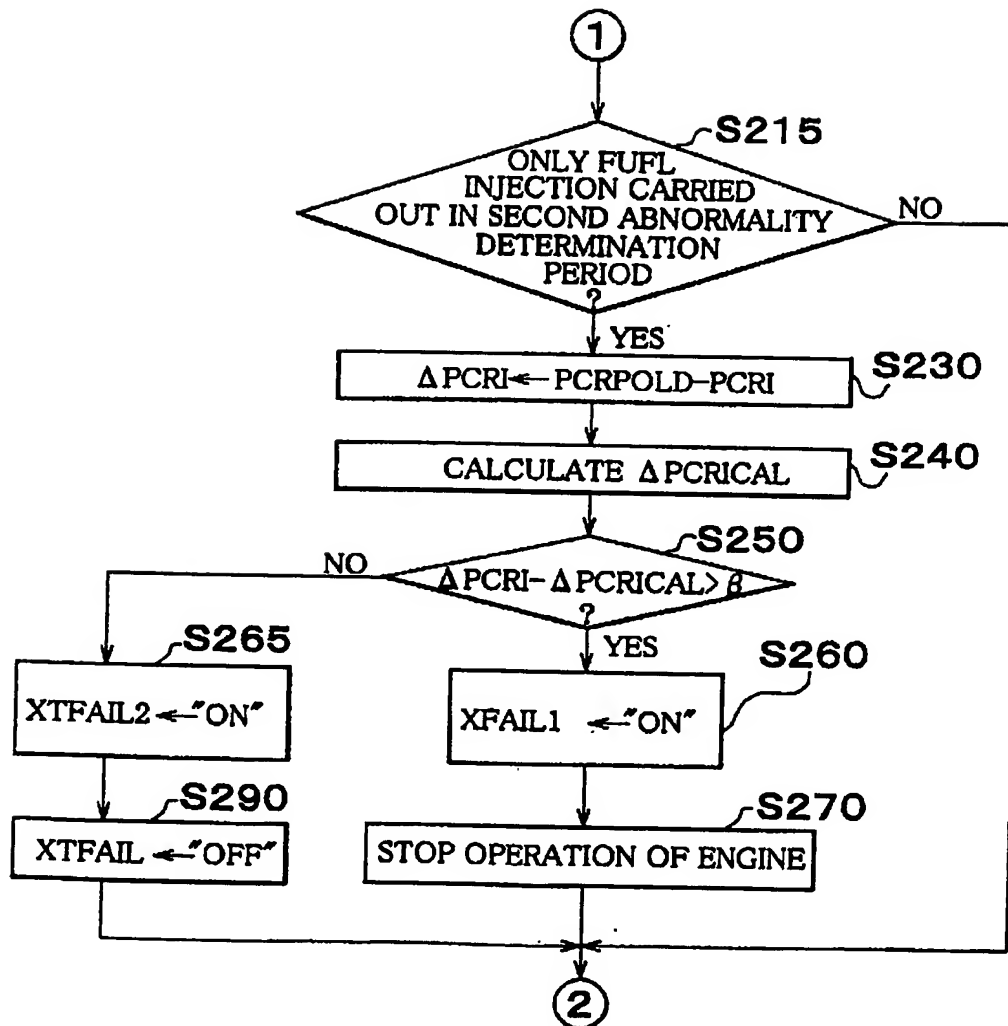 1
S215
ONLY FUFL
INJECTION CARRIED
OUT IN SECOND ABNORMALITY
DETERMINATION
PERIOD
?
NO
YES
S230
ΔPCRI←PCRPOLD-PCRI
S240
CALCULATE ΔPCRICAL
S250
NO
ΔPCRI-ΔPCRICAL>β
?
YES
S265
XTFAIL2←"ON"
S260
XFAIL1 ←"ON"
S290
XTFAIL ←"OFF"
S270
STOP OPERATION OF ENGINE
2